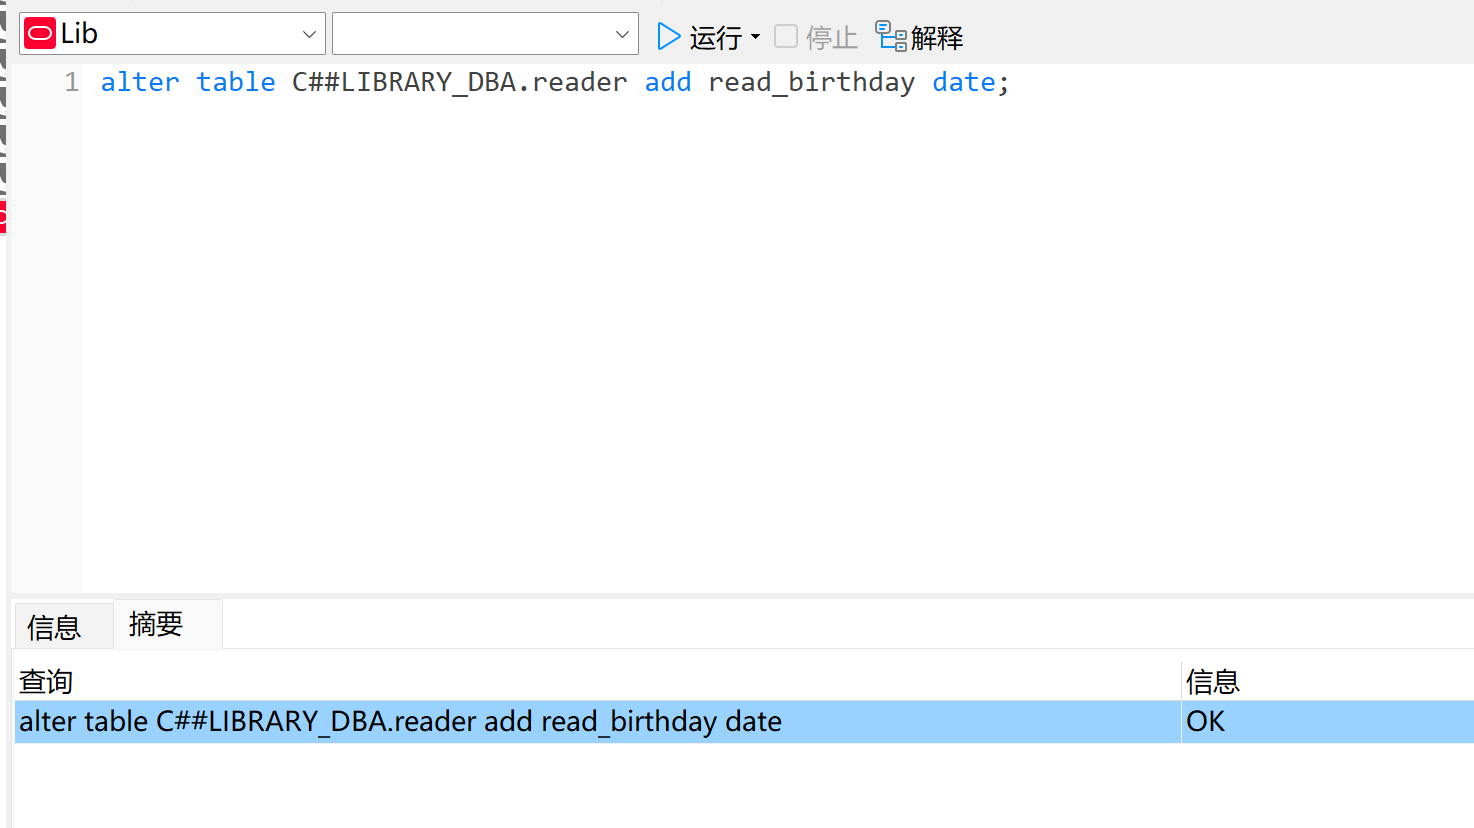 Lib 运行 停止 解释
1 alter table C##LIBRARY_DBA.reader add read_birthday date;
信息 摘要
查询 信息
alter table C##LIBRARY_DBA.reader add read_birthday date OK